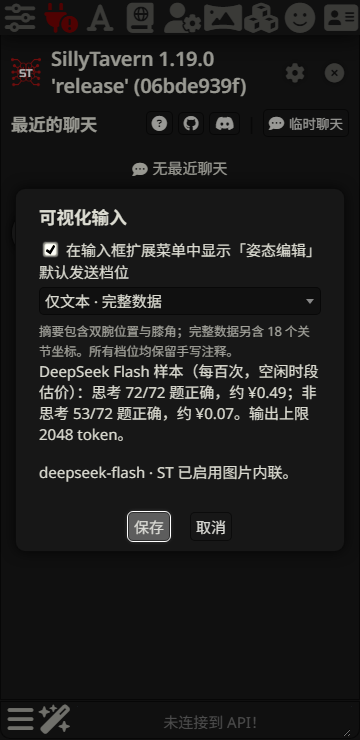 SillyTavern 1.19.0
'release' (06bde939f)
ST
最近的聊天
临时聊天
无最近聊天
可视化输入
在输入框扩展菜单中显示「姿态编辑」
默认发送档位
仅文本 · 完整数据
摘要包含双腕位置与膝角；完整数据另含 18 个关
节坐标。所有档位均保留手写注释。
DeepSeek Flash 样本（每百次，空闲时段
估价）：思考 72/72 题正确，约 ¥0.49；非
思考 53/72 题正确，约 ¥0.07。输出上限
2048 token。
deepseek-flash · ST 已启用图片内联。
保存
取消
未连接到 API!